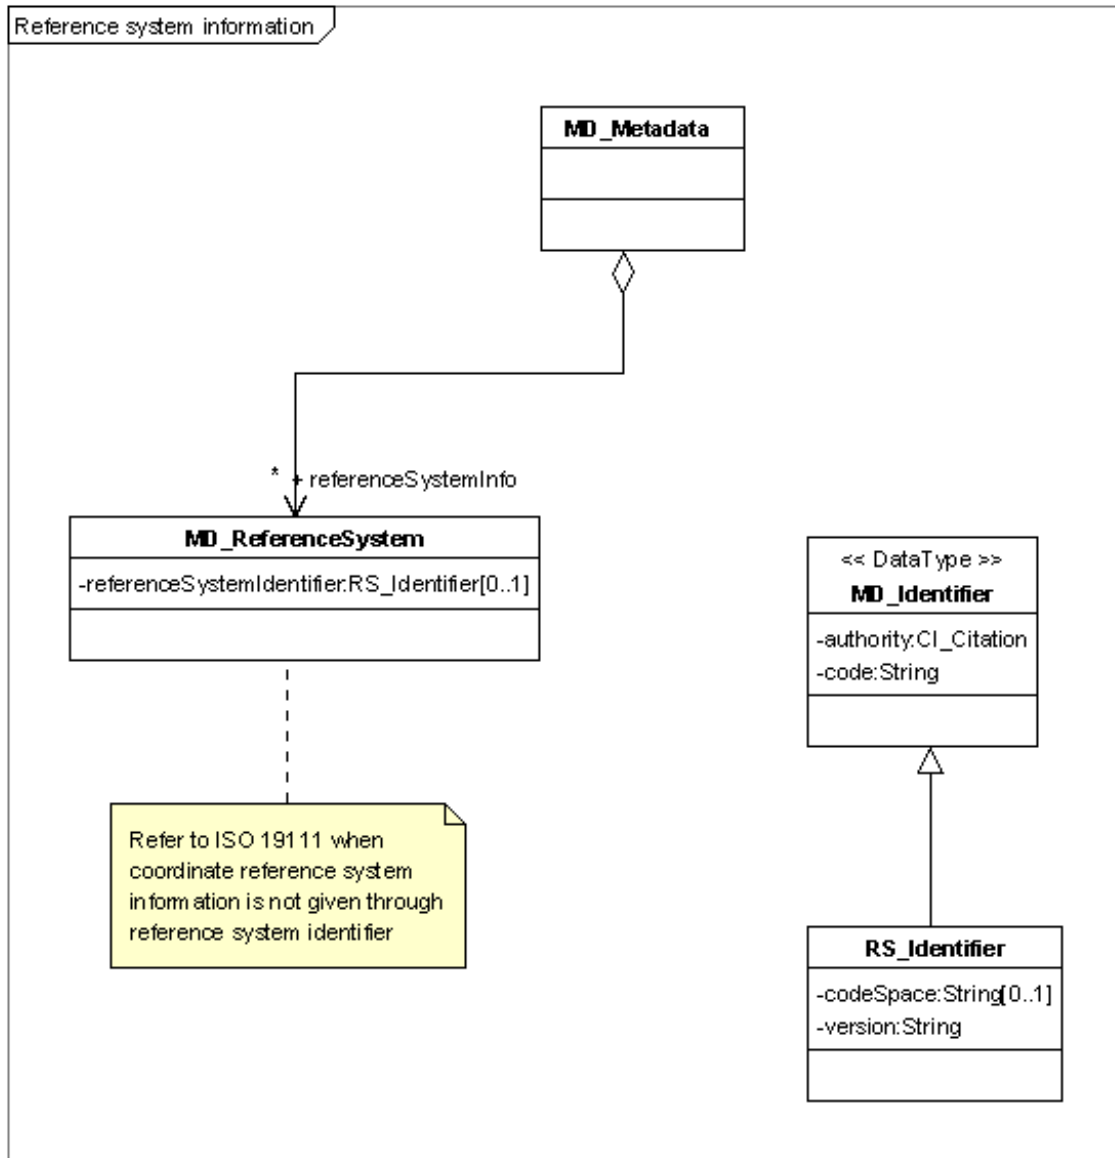 Reference system information
MD_Metadata
* + referenceSystemInfo
MD_ReferenceSystem
-referenceSystemIdentifier:RS_Identifier[0..1]
<< DataType >>
MD_Identifier
-authority:CI_Citation
-code:String
Refer to ISO 19111 when
coordinate reference system
information is not given through
reference system identifier
RS_Identifier
-codeSpace:String[0..1]
-version:String